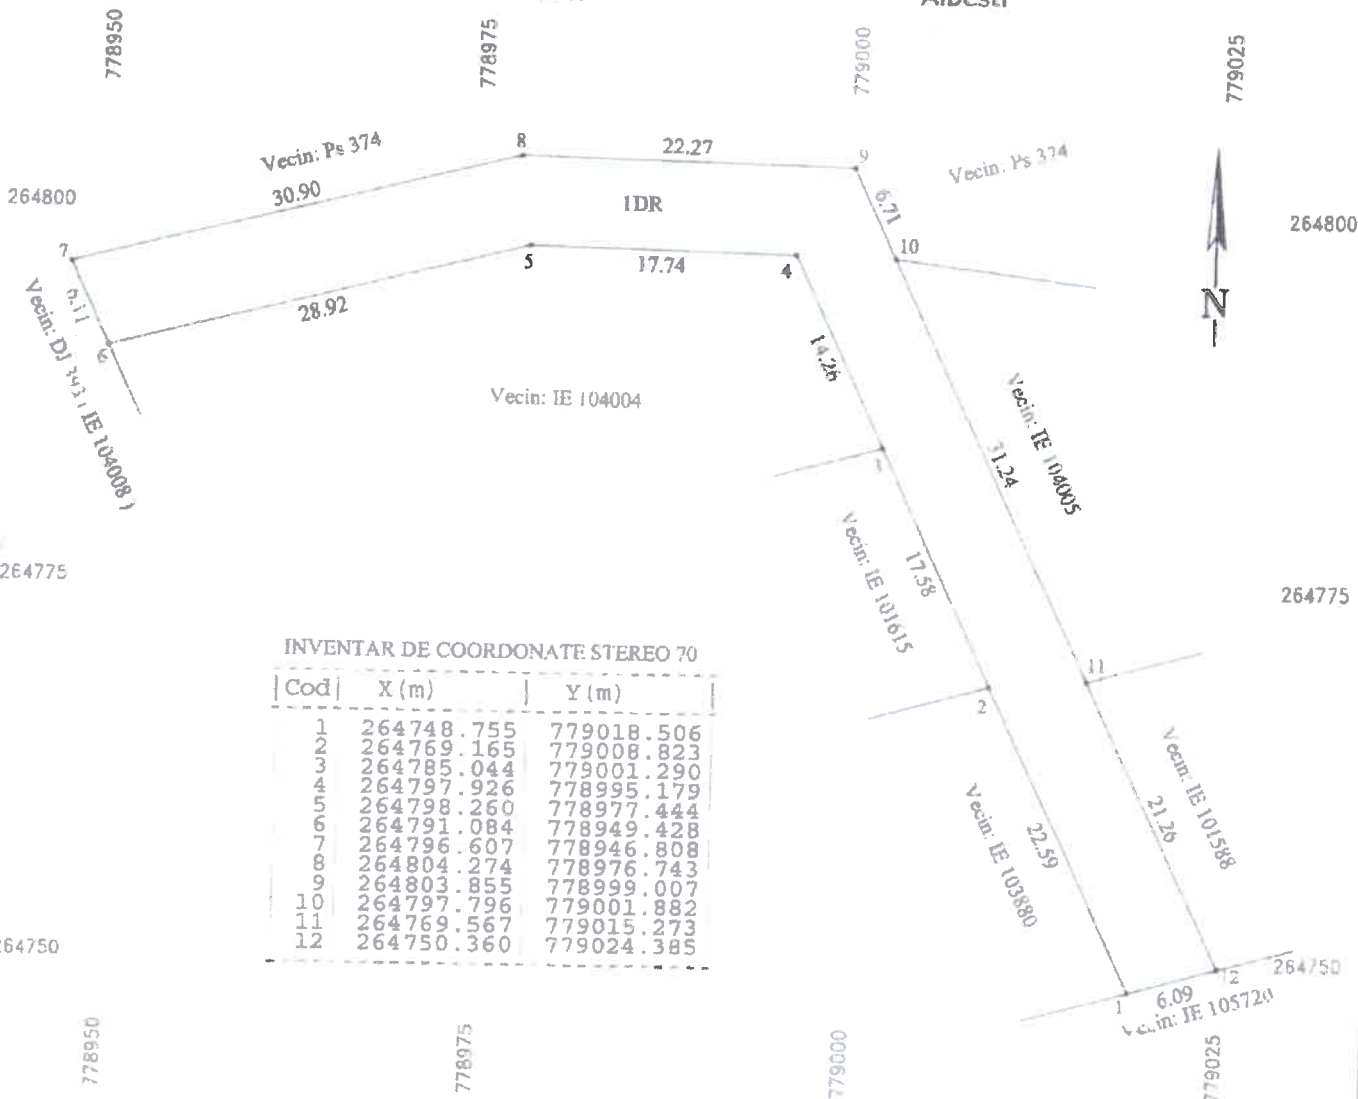 778950
778975
779000
779025
Vecin: Ps 374
8
22.27
9
Vecin: Ps 374
264800
30.90
6.71
264800
1DR
7
5
17.74
4
10
N
6.11
28.92
6
14.26
Vecin: IE 104004
Vecin: IE 104005
31.24
Vecin: IE 101615
17.58
264775
264775
11
2
Vecin: IE 101588
21.26
Vecin: IE 103880
22.59
INVENTAR DE COORDONATE STEREO 70
Cod X(m) Y(m)
1 264748.755 779018.506
2 264769.165 779008.823
3 264785.044 779001.290
4 264797.926 778995.179
5 264798.260 778977.444
6 264791.084 778949.428
7 264796.607 778946.808
8 264804.274 778976.743
9 264803.855 778999.007
10 264797.796 779001.882
11 264769.567 779015.273
12 264750.360 779024.385
264750
264750
1
6.09
12
Vecin: IE 105720
778950
778975
779000
779025